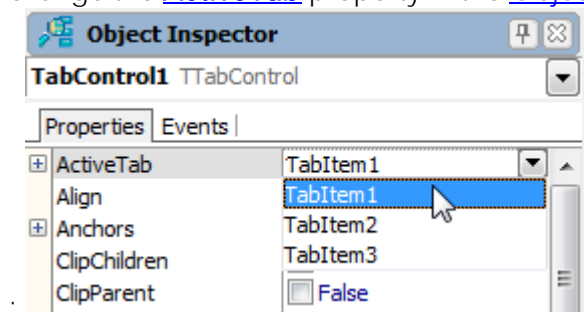 Object Inspector
TabControl1 TTabControl
Properties Events
ActiveTab TabItem1
Align TabItem1
Anchors TabItem2
ClipChildren TabItem3
ClipParent False